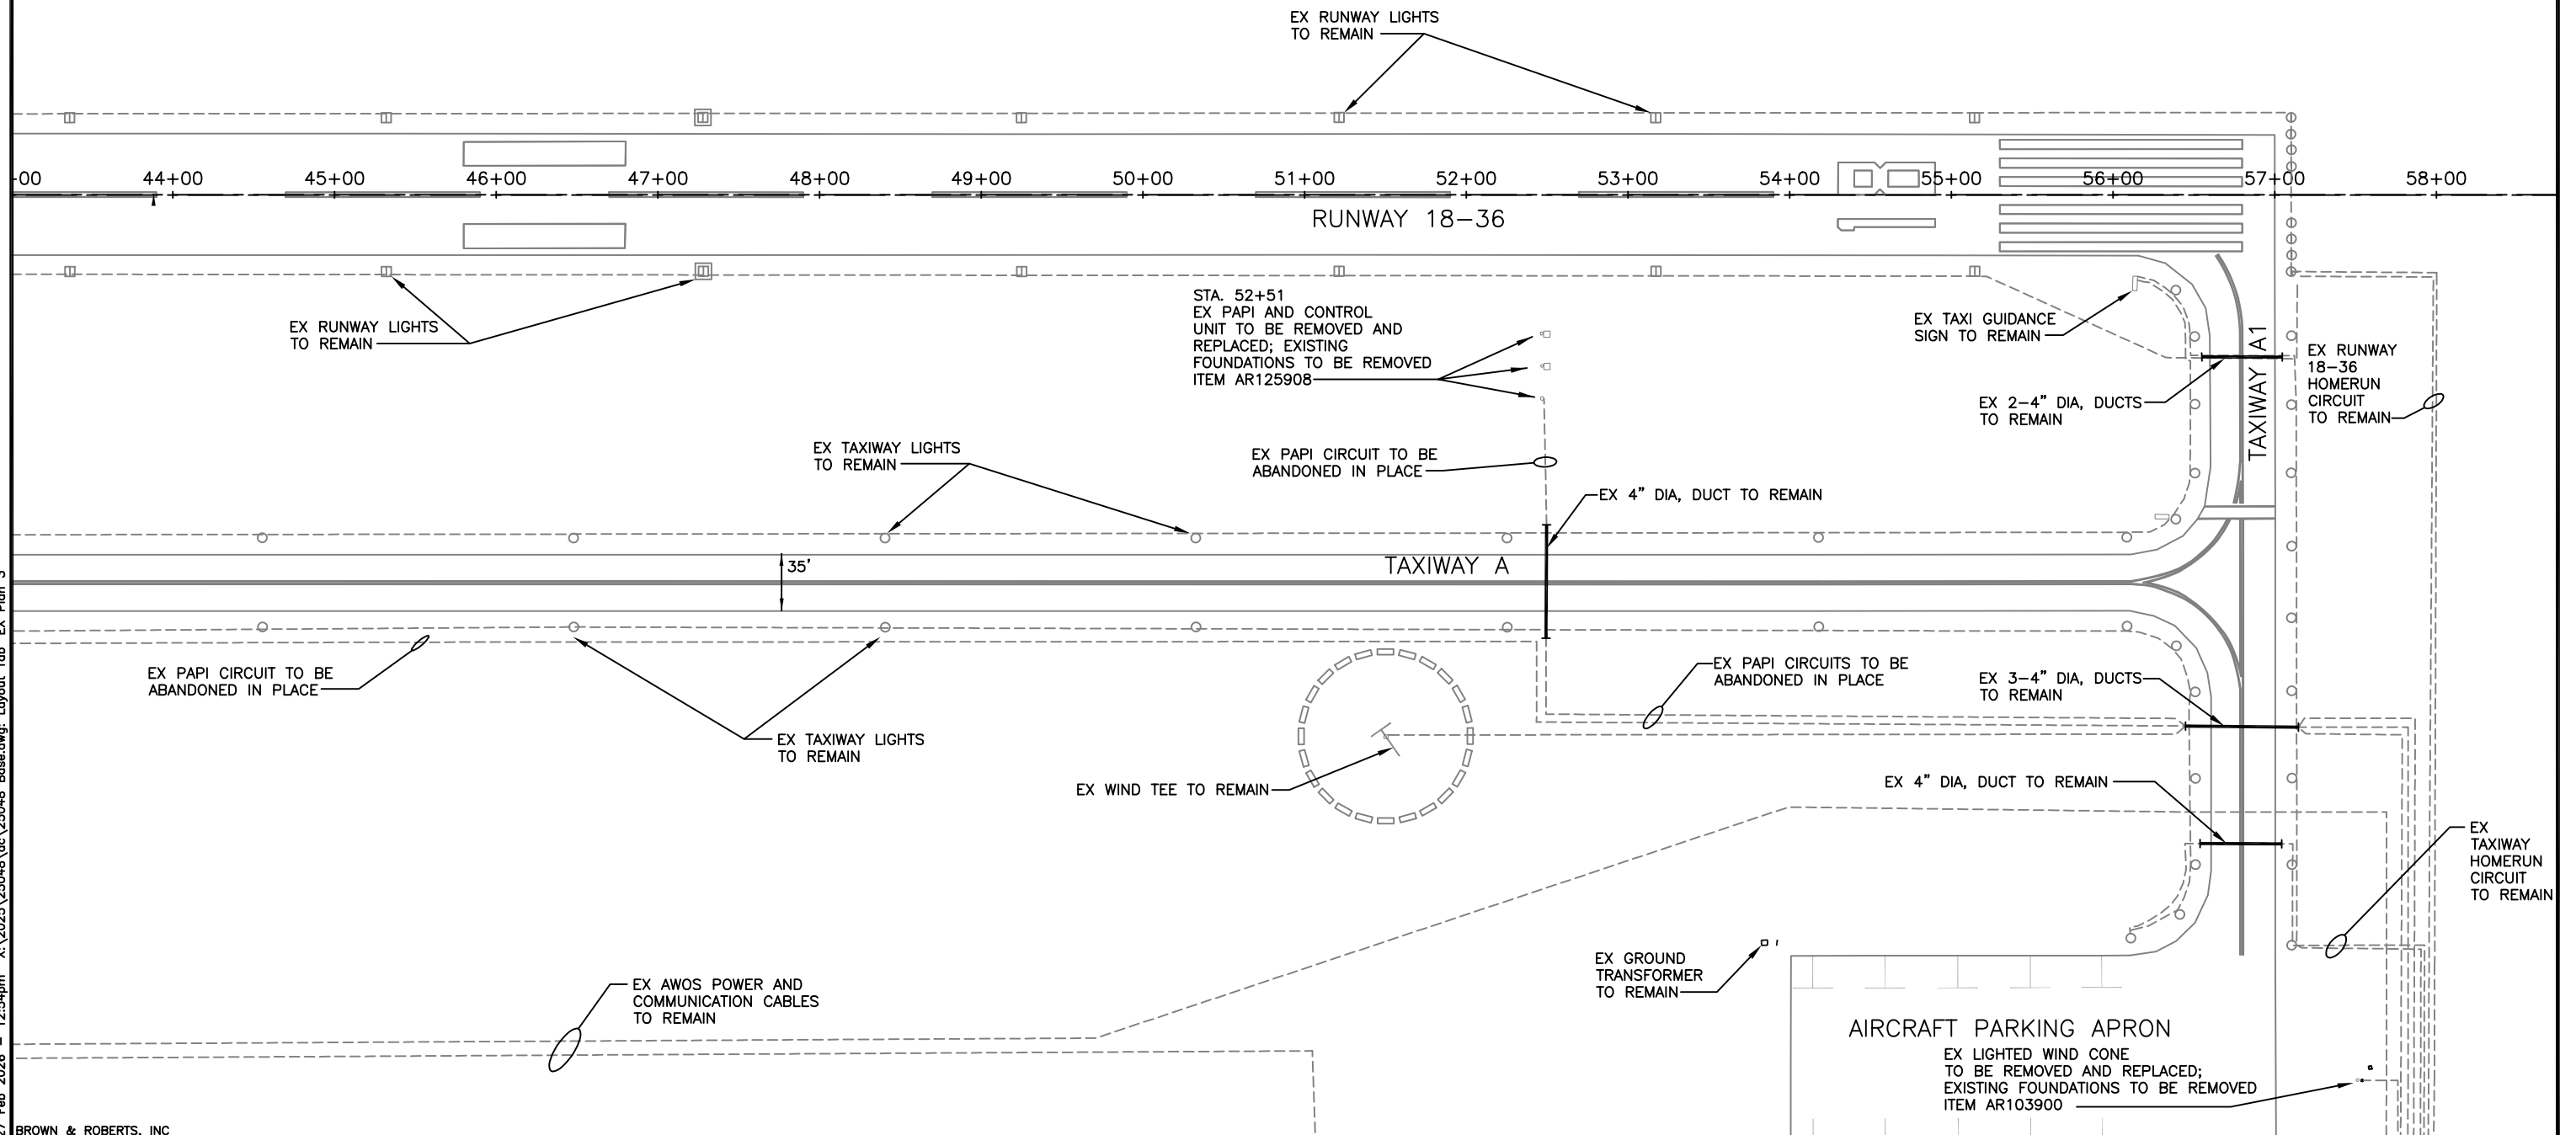 EX RUNWAY LIGHTS
TO REMAIN
+00
44+00
45+00
46+00
47+00
48+00
49+00
50+00
51+00
52+00
53+00
54+00
55+00
56+00
57+00
58+00
RUNWAY 18-36
EX RUNWAY LIGHTS
TO REMAIN
STA. 52+51
EX PAPI AND CONTROL
UNIT TO BE REMOVED AND
REPLACED; EXISTING
FOUNDATIONS TO BE REMOVED
ITEM AR125908
EX TAXI GUIDANCE
SIGN TO REMAIN
TAXIWAY A1
EX RUNWAY
18-36
HOMERUN
CIRCUIT
TO REMAIN
EX 2-4" DIA, DUCTS
TO REMAIN
EX TAXIWAY LIGHTS
TO REMAIN
EX PAPI CIRCUIT TO BE
ABANDONED IN PLACE
EX 4" DIA, DUCT TO REMAIN
35'
TAXIWAY A
EX PAPI CIRCUIT TO BE
ABANDONED IN PLACE
EX PAPI CIRCUITS TO BE
ABANDONED IN PLACE
EX 3-4" DIA, DUCTS
TO REMAIN
EX TAXIWAY LIGHTS
TO REMAIN
EX WIND TEE TO REMAIN
EX 4" DIA, DUCT TO REMAIN
EX
TAXIWAY
HOMERUN
CIRCUIT
TO REMAIN
EX AWOS POWER AND
COMMUNICATION CABLES
TO REMAIN
EX GROUND
TRANSFORMER
TO REMAIN
AIRCRAFT PARKING APRON
EX LIGHTED WIND CONE
TO BE REMOVED AND REPLACED;
EXISTING FOUNDATIONS TO BE REMOVED
ITEM AR103900
BROWN & ROBERTS, INC